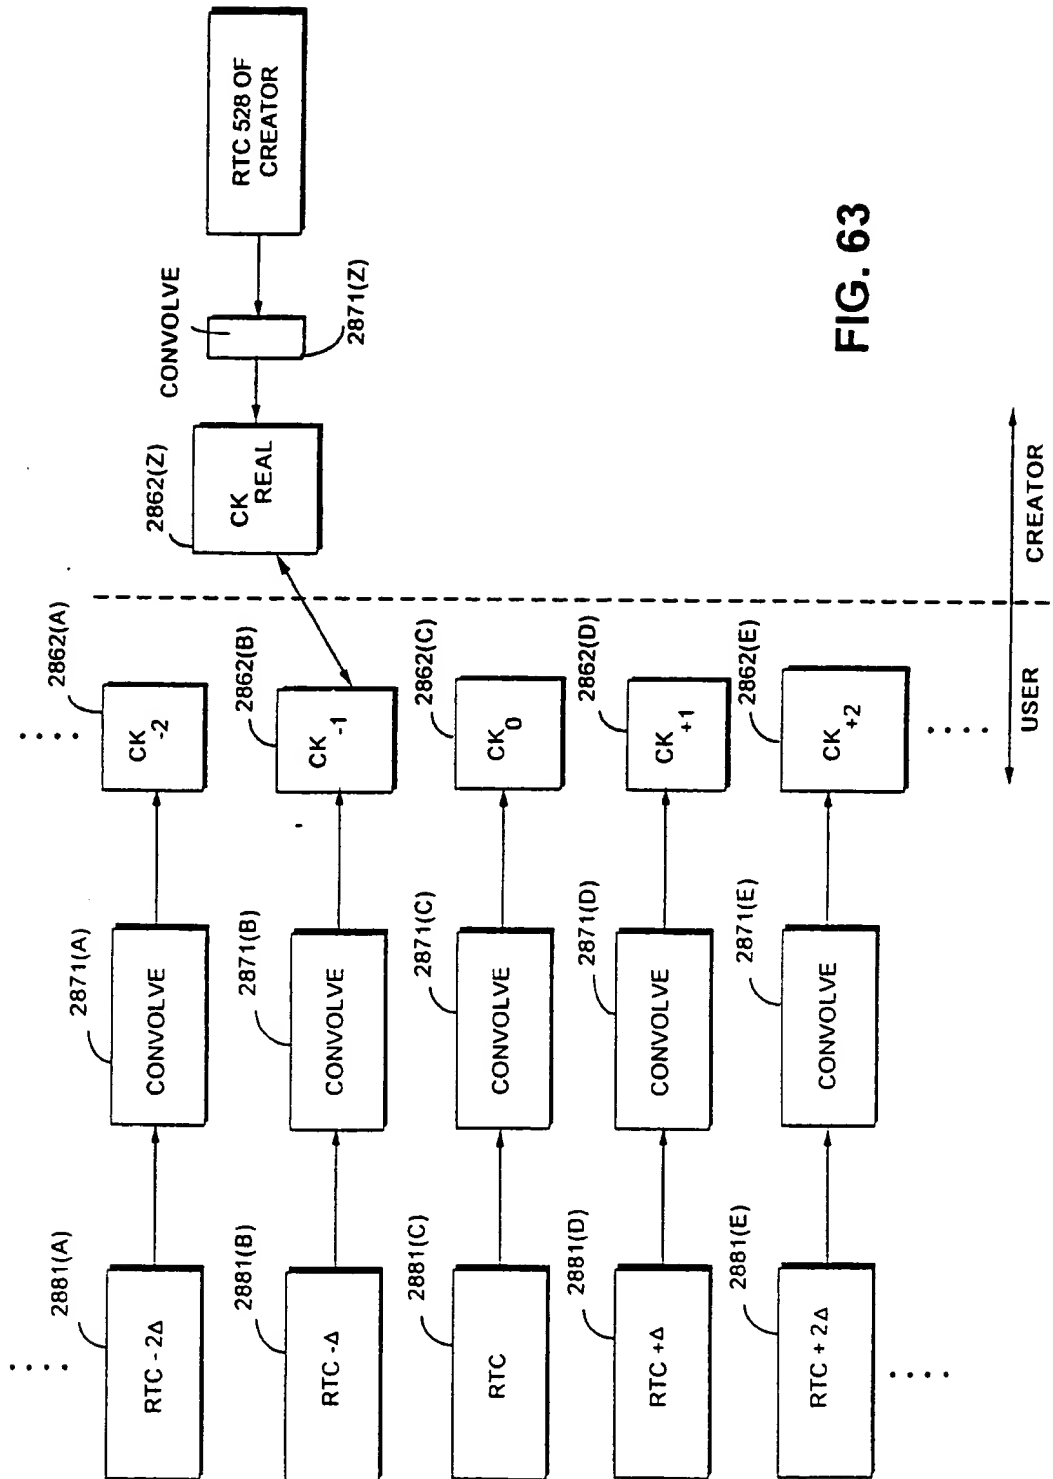 RTC 528 OF
CREATOR
CONVOLVE
2871(Z)
2862(Z)
CK REAL
FIG. 63
CREATOR
USER
....
2862(A)
CK -2
2871(A)
CONVOLVE
2881(A)
RTC - 2Δ
....
2862(B)
CK -1
2871(B)
CONVOLVE
2881(B)
RTC -Δ
2862(C)
CK 0
2871(C)
CONVOLVE
2881(C)
RTC
2862(D)
CK +1
2871(D)
CONVOLVE
2881(D)
RTC +Δ
2862(E)
CK +2
2871(E)
CONVOLVE
2881(E)
RTC + 2Δ
....
....